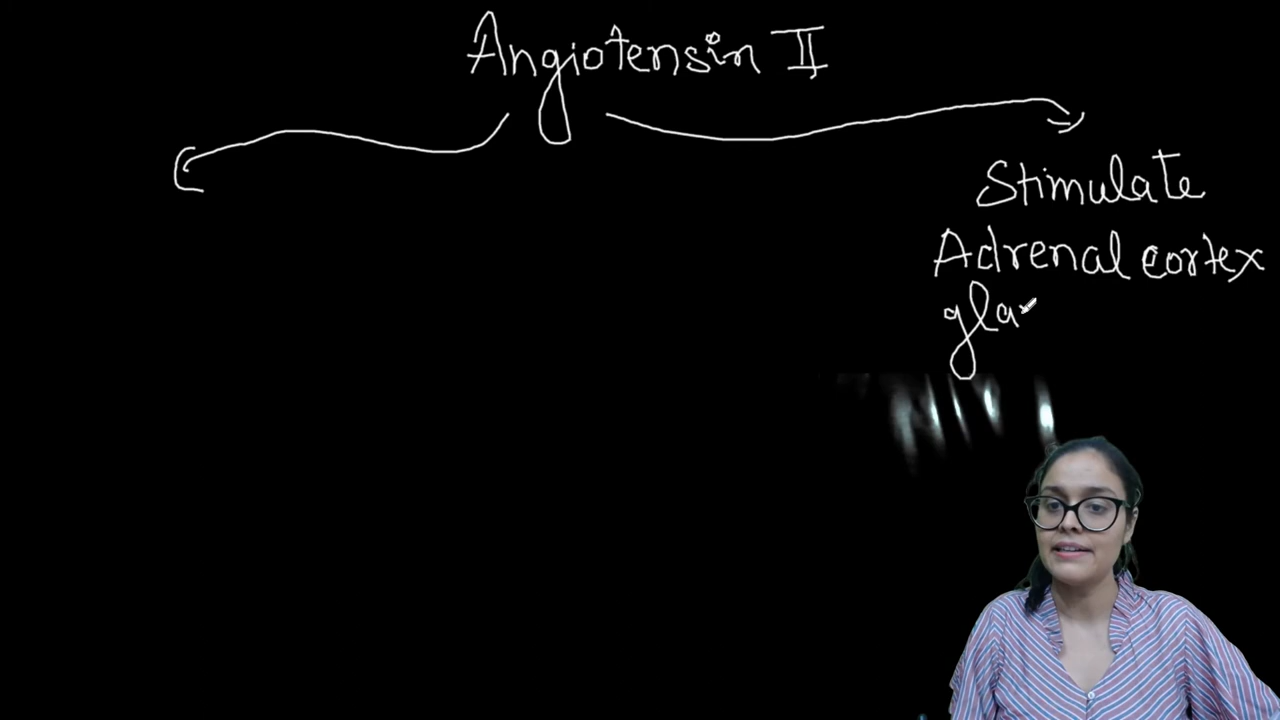 Angiotensin II
Stimulate
Adrenal cortex
gla